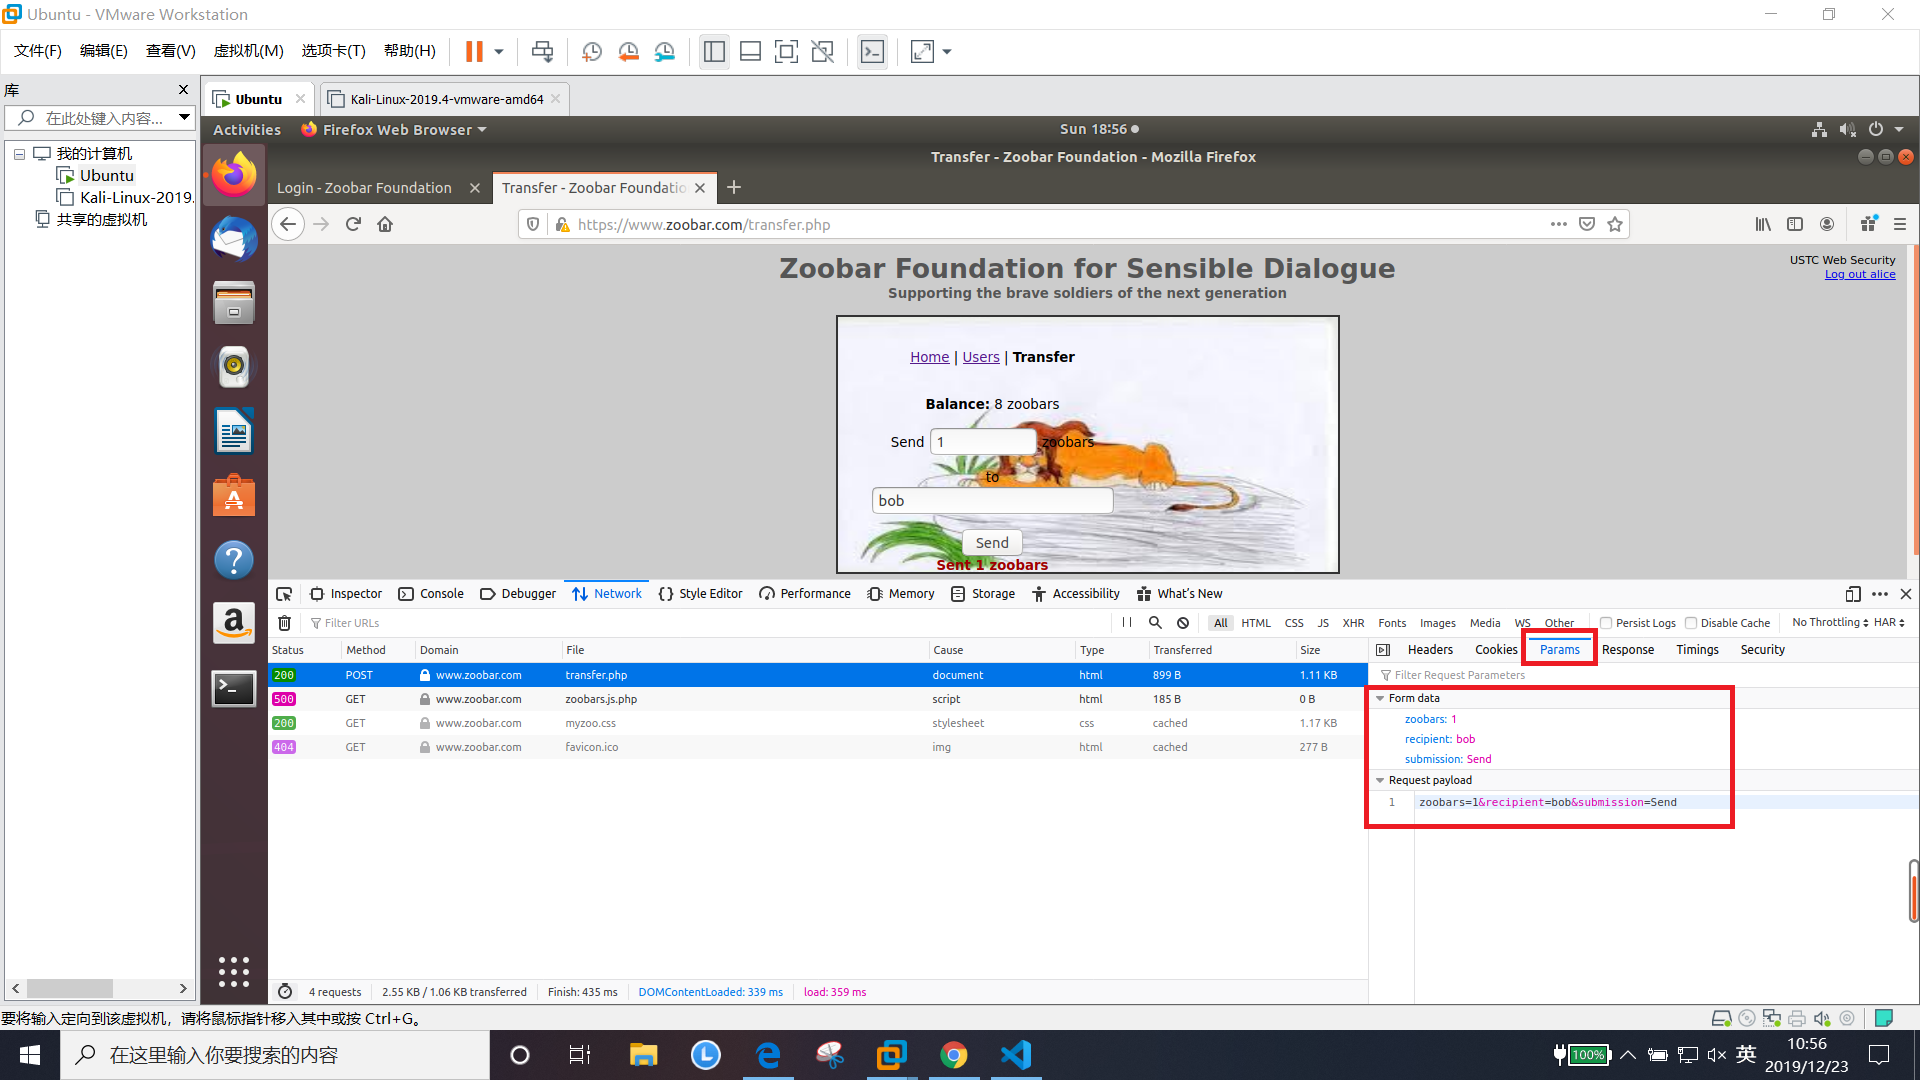 Ubuntu - VMware Workstation
文件(F) 编辑(E) 查看(V) 虚拟机(M) 选项卡(T) 帮助(H)
库
在此处键入内容...
我的计算机
Ubuntu
Kali-Linux-2019.
共享的虚拟机
Ubuntu
Kali-Linux-2019.4-vmware-amd64
Activities Firefox Web Browser Sun 18:56
Transfer - Zoobar Foundation - Mozilla Firefox
Login - Zoobar Foundation
Transfer - Zoobar Foundatio
https://www.zoobar.com/transfer.php
Zoobar Foundation for Sensible Dialogue
Supporting the brave soldiers of the next generation
USTC Web Security
Log out alice
Home | Users | Transfer
Balance: 8 zoobars
Send 1 zoobars
to
bob
Send
Sent 1 zoobars
Inspector Console Debugger Network Style Editor Performance Memory Storage Accessibility What's New
Filter URLs
All HTML CSS JS XHR Fonts Images Media WS Other Persist Logs Disable Cache No Throttling HAR
Status Method Domain File Cause Type Transferred Size
200 POST www.zoobar.com transfer.php document html 899 B 1.11 KB
500 GET www.zoobar.com zoobars.js.php script html 185 B 0 B
200 GET www.zoobar.com myzoo.css stylesheet css cached 1.17 KB
404 GET www.zoobar.com favicon.ico img html cached 277 B
Headers Cookies Params Response Timings Security
Filter Request Parameters
Form data
zoobars: 1
recipient: bob
submission: Send
Request payload
1 zoobars=1&recipient=bob&submission=Send
4 requests 2.55 KB / 1.06 KB transferred Finish: 435 ms DOMContentLoaded: 339 ms load: 359 ms
要将输入定向到该虚拟机，请将鼠标指针移入其中或按 Ctrl+G。
在这里输入你要搜索的内容
100%
英
10:56
2019/12/23